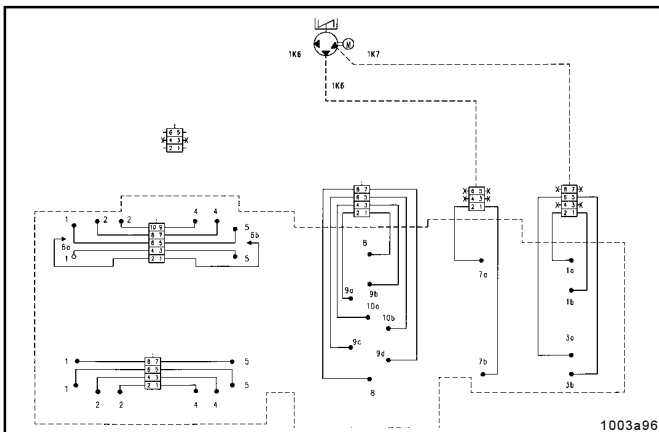 1K6 M 1K7
1K6
6 5
X 4 3 X
2 1
8 7
6 5
4 3
2 1
X 6 5 X
X 4 3 X
2 1
X 8 7 X
6 5
X 4 3 X
2 1
1 2 2 4 4
10 9
8 7
6 5
4 3
2 1
5
6a 6b
1 5
8
7a 1a
9a 9b
1b
10a
10b
9c 3a
9d
7b
3b
8
1 5
8 7
6 5
4 3
2 1
1 5
2 2 4 4
1003a96